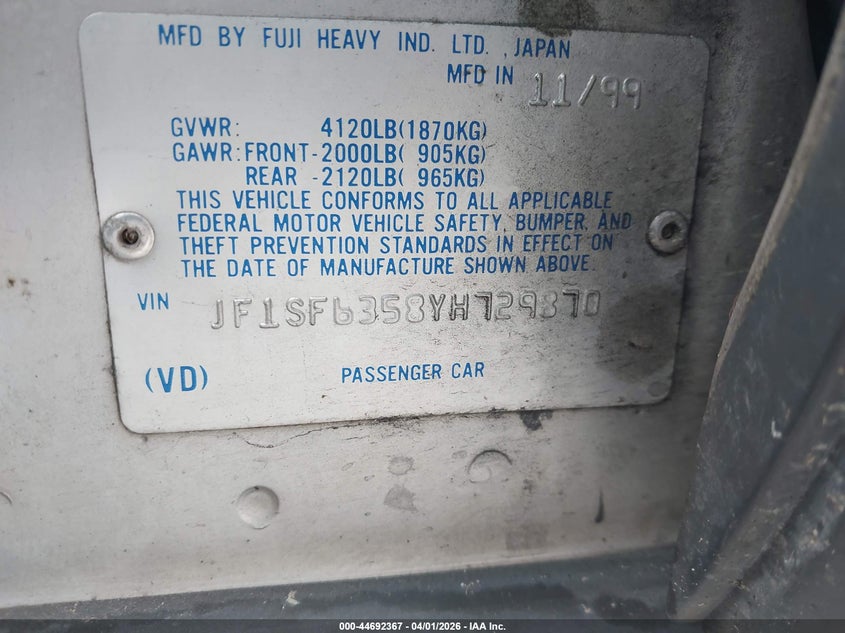 MFD BY FUJI HEAVY IND. LTD., JAPAN
MFD IN 11/99
GVWR: 4120LB(1870KG)
GAWR: FRONT-2000LB( 905KG)
REAR -2120LB( 965KG)
THIS VEHICLE CONFORMS TO ALL APPLICABLE
FEDERAL MOTOR VEHICLE SAFETY, BUMPER, AND
THEFT PREVENTION STANDARDS IN EFFECT ON
THE DATE OF MANUFACTURE SHOWN ABOVE.
VIN JF1SF6358YH729870
(VD) PASSENGER CAR
000-44692367 - 04/01/2026 - IAA Inc.